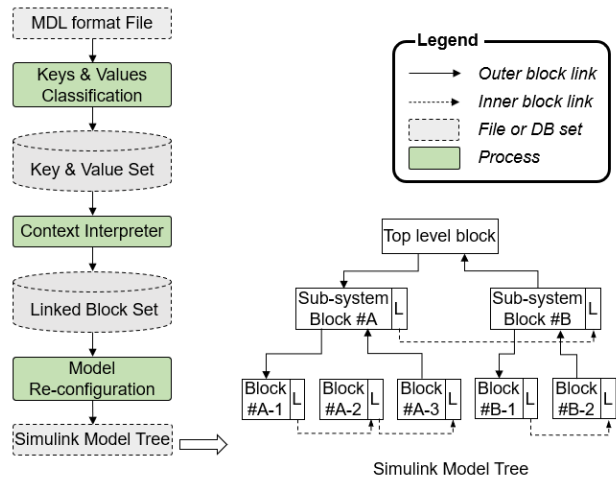 MDL format File
Keys & Values
Classification
Key & Value Set
Context Interpreter
Linked Block Set
Model
Re-configuration
Simulink Model Tree
Legend
Outer block link
Inner block link
File or DB set
Process
Top level block
Sub-system
Block #A
L
Sub-system
Block #B
L
Block
#A-1
L
Block
#A-2
L
Block
#A-3
L
Block
#B-1
L
Block
#B-2
L
Simulink Model Tree